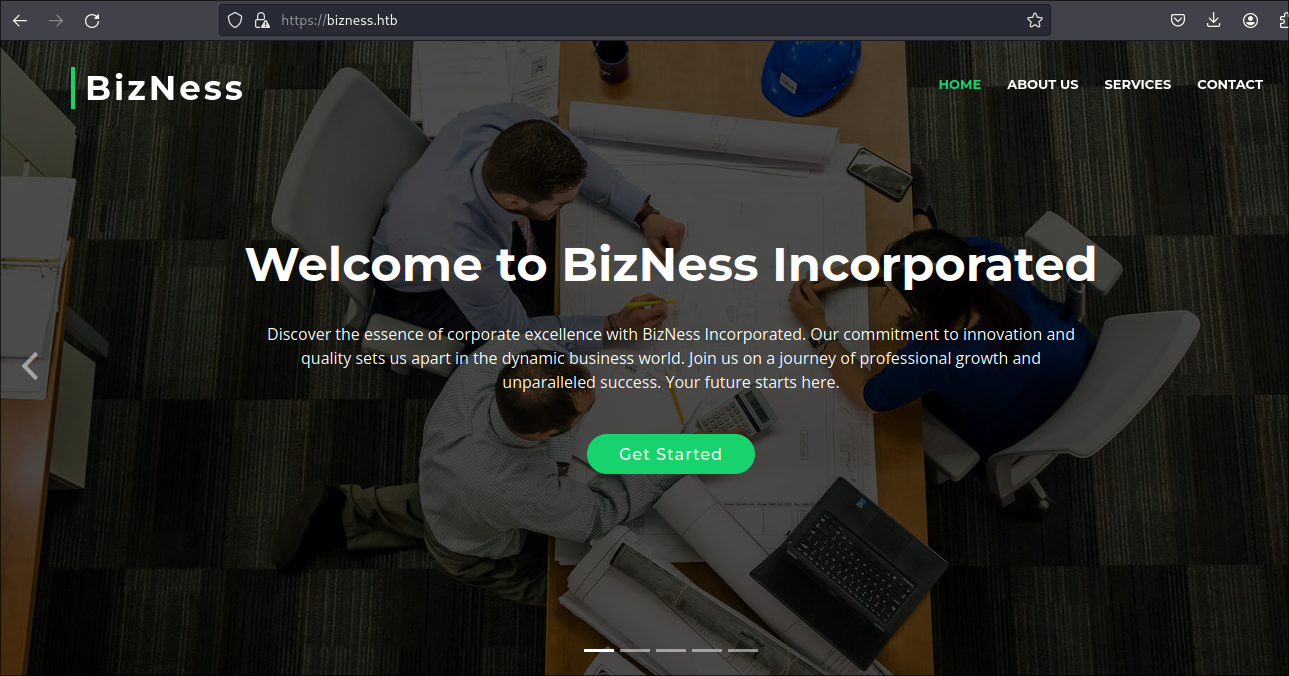 https://bizness.htb
BizNess
HOME ABOUT US SERVICES CONTACT
Welcome to BizNess Incorporated
Discover the essence of corporate excellence with BizNess Incorporated. Our commitment to innovation and
quality sets us apart in the dynamic business world. Join us on a journey of professional growth and
unparalleled success. Your future starts here.
Get Started